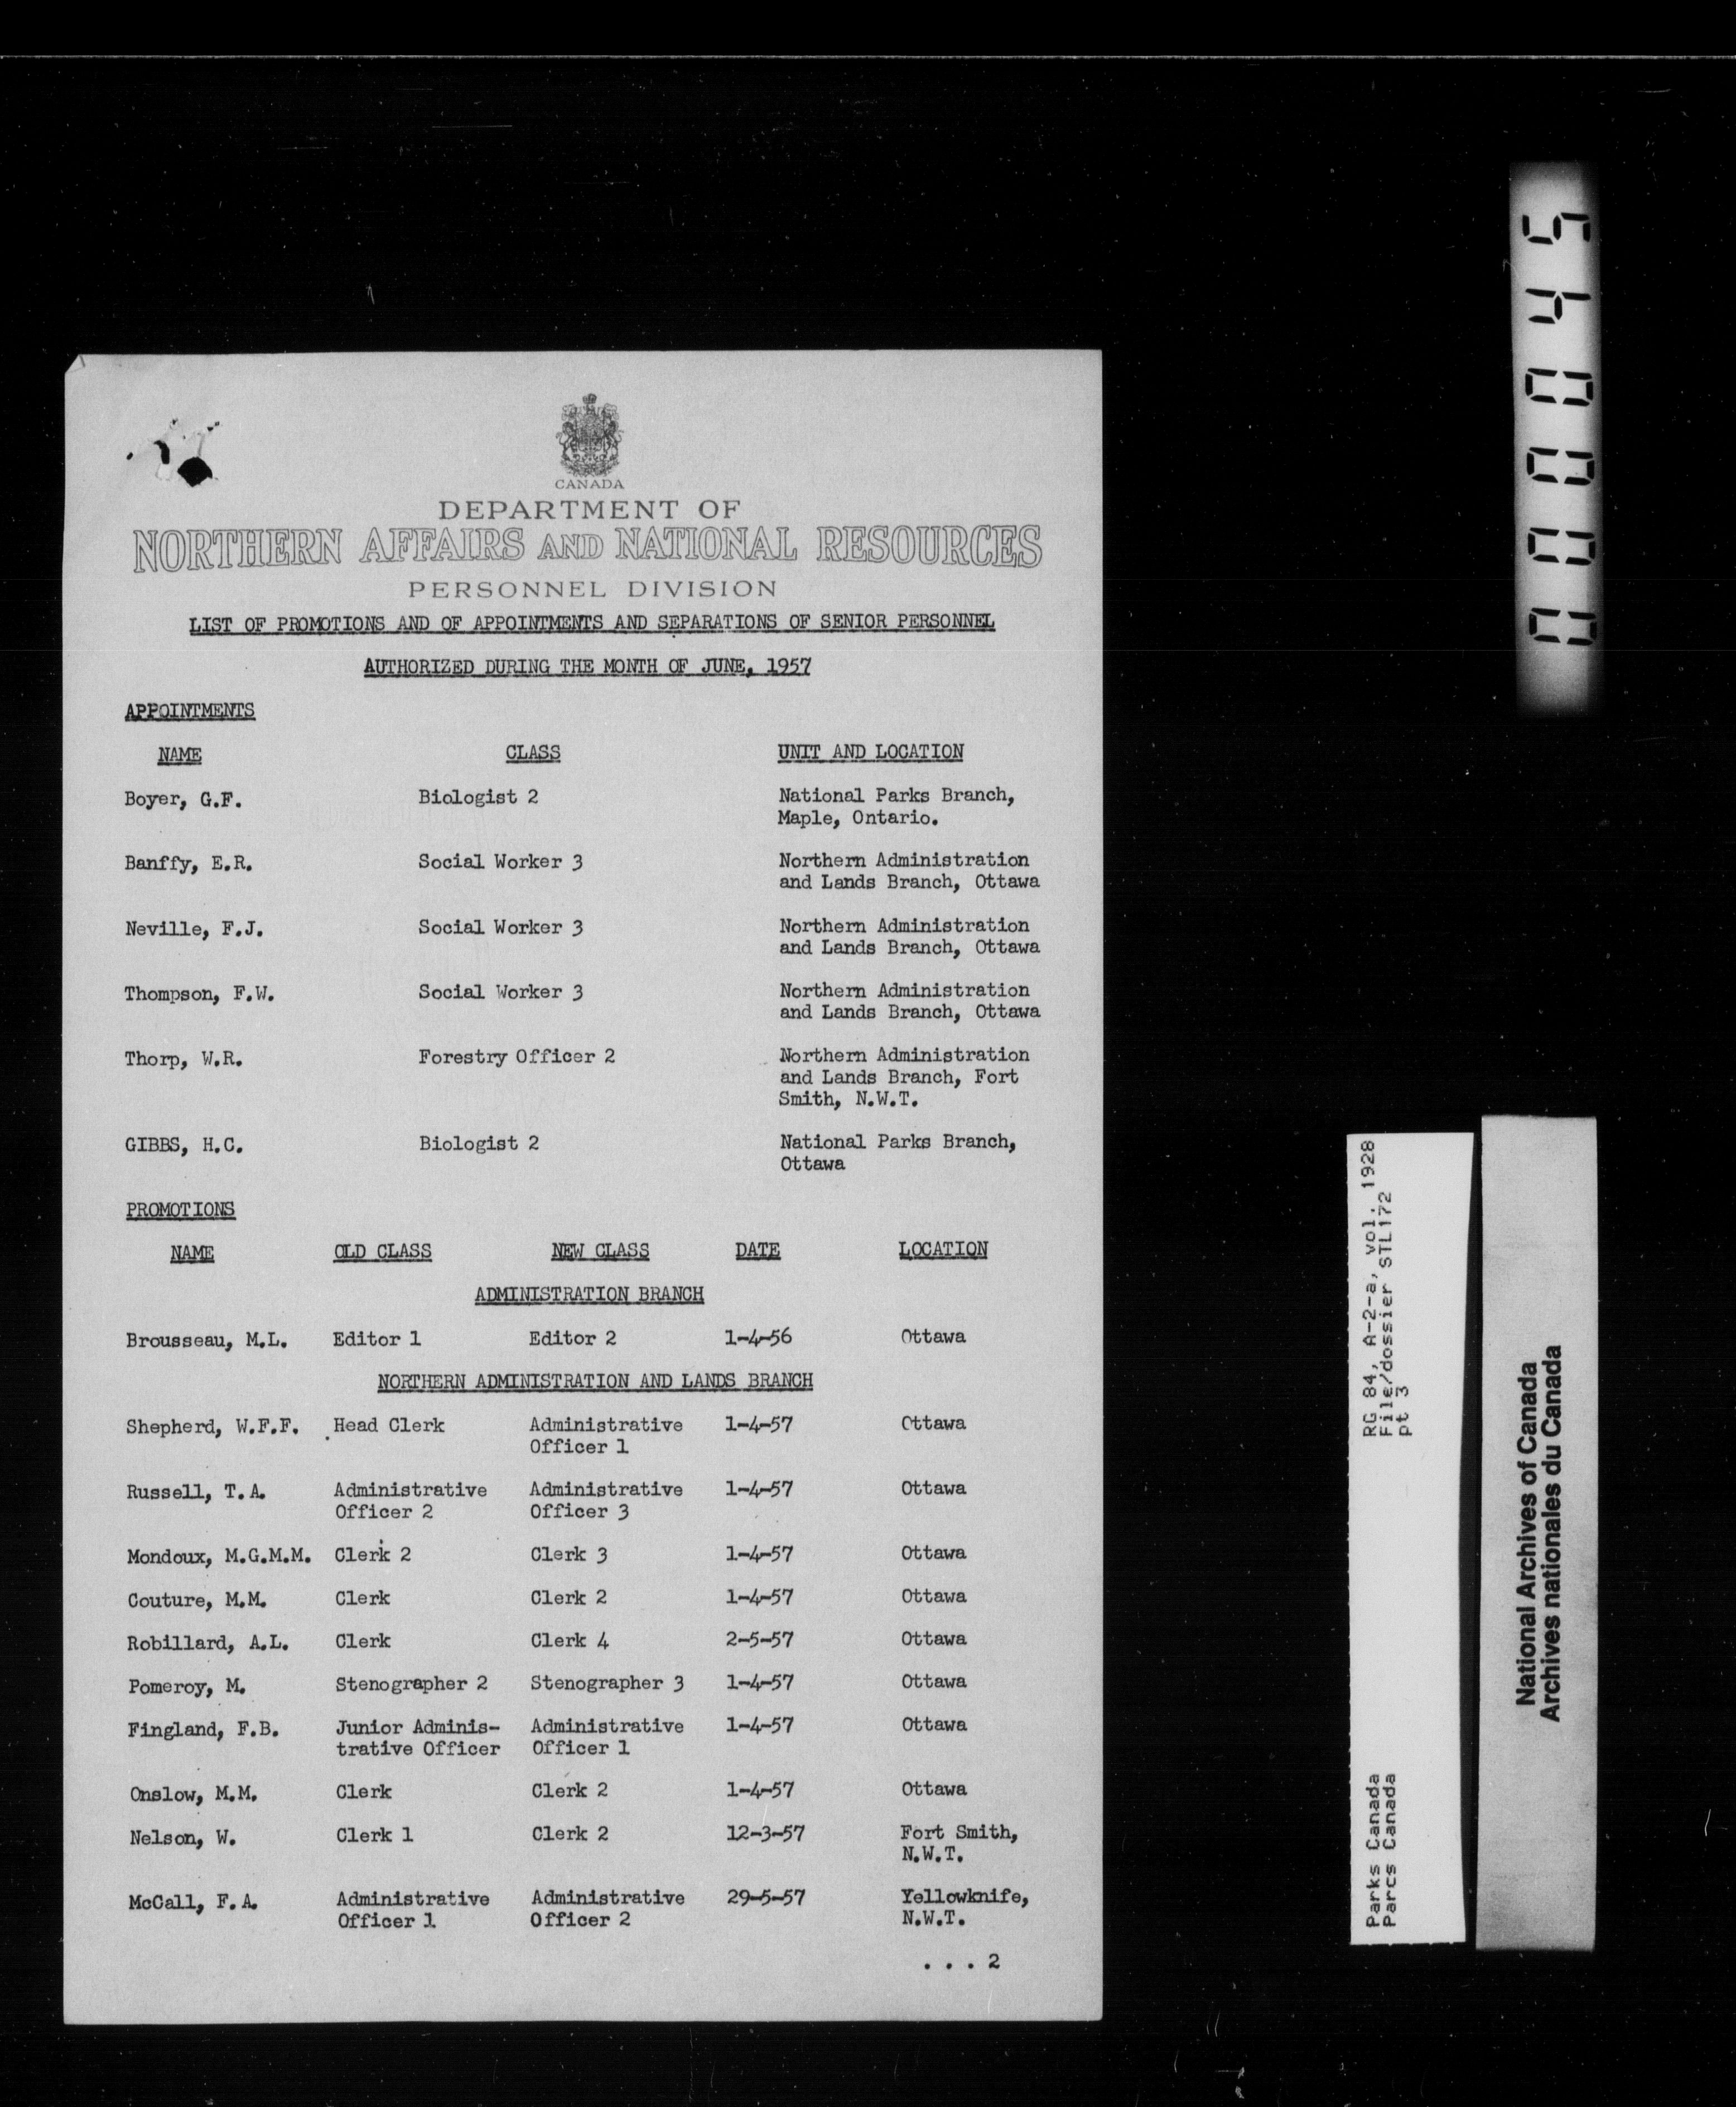 CANADA
DEPARTMENT OF
NORTHERN AFFAIRS AND NATIONAL RESOURCES
PERSONNEL DIVISION
LIST OF PROMOTIONS AND OF APPOINTMENTS AND SEPARATIONS OF SENIOR PERSONNEL
AUTHORIZED DURING THE MONTH OF JUNE, 1957
APPOINTMENTS
NAME CLASS UNIT AND LOCATION
Boyer, G.F. Biologist 2 National Parks Branch,
Maple, Ontario.
Banffy, E.R. Social Worker 3 Northern Administration
and Lands Branch, Ottawa
Neville, F.J. Social Worker 3 Northern Administration
and Lands Branch, Ottawa
Thompson, F.W. Social Worker 3 Northern Administration
and Lands Branch, Ottawa
Thorp, W.R. Forestry Officer 2 Northern Administration
and Lands Branch, Fort
Smith, N.W.T.
GIBBS, H.C. Biologist 2 National Parks Branch,
Ottawa
PROMOTIONS
NAME OLD CLASS NEW CLASS DATE LOCATION
ADMINISTRATION BRANCH
Brousseau, M.L. Editor 1 Editor 2 1-4-56 Ottawa
NORTHERN ADMINISTRATION AND LANDS BRANCH
Shepherd, W.F.F. Head Clerk Administrative 1-4-57 Ottawa
Officer 1
Russell, T.A. Administrative Administrative 1-4-57 Ottawa
Officer 2 Officer 3
Mondoux, M.G.M.M. Clerk 2 Clerk 3 1-4-57 Ottawa
Couture, M.M. Clerk Clerk 2 1-4-57 Ottawa
Robillard, A.L. Clerk Clerk 4 2-5-57 Ottawa
Pomeroy, M. Stenographer 2 Stenographer 3 1-4-57 Ottawa
Fingland, F.B. Junior Adminis- Administrative 1-4-57 Ottawa
trative Officer Officer 1
Onslow, M.M. Clerk Clerk 2 1-4-57 Ottawa
Nelson, W. Clerk 1 Clerk 2 12-3-57 Fort Smith,
N.W.T.
McCall, F.A. Administrative Administrative 29-5-57 Yellowknife,
Officer 1 Officer 2 N.W.T.
. . . 2
000045
RG 84, A-2-a, vol. 1928
File/dossier STL172
pt 3
Parks Canada
Parcs Canada
National Archives of Canada
Archives nationales du Canada